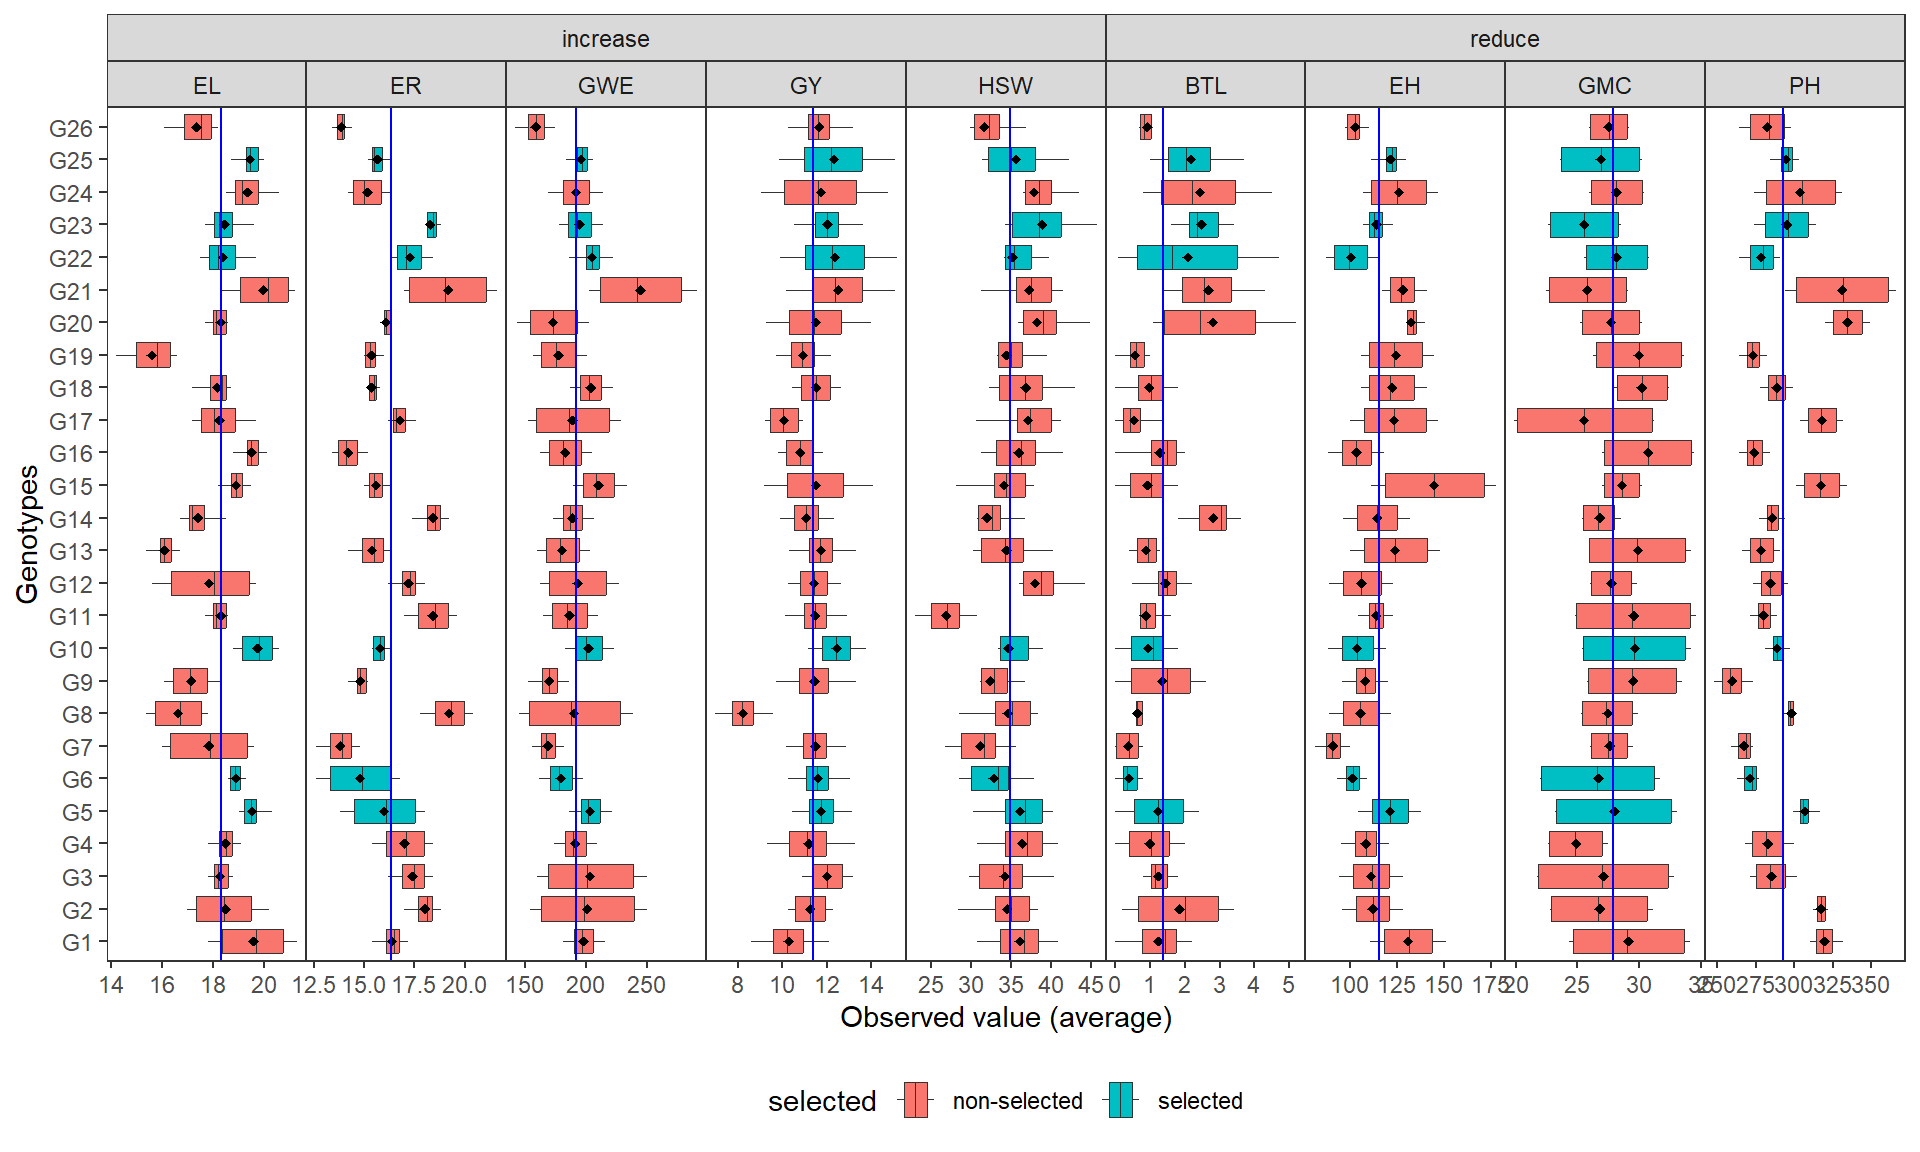 increase reduce
EL ER GWE GY HSW BTL EH GMC PH
Genotypes
G26
G25
G24
G23
G22
G21
G20
G19
G18
G17
G16
G15
G14
G13
G12
G11
G10
G9
G8
G7
G6
G5
G4
G3
G2
G1
14 16 18 20 12.5 15.0 17.5 20.0 150 200 250 8 10 12 14 25 30 35 40 45 0 1 2 3 4 5 100 125 150 175 20 25 30 35 250 275 300 325 350
Observed value (average)
selected non-selected selected